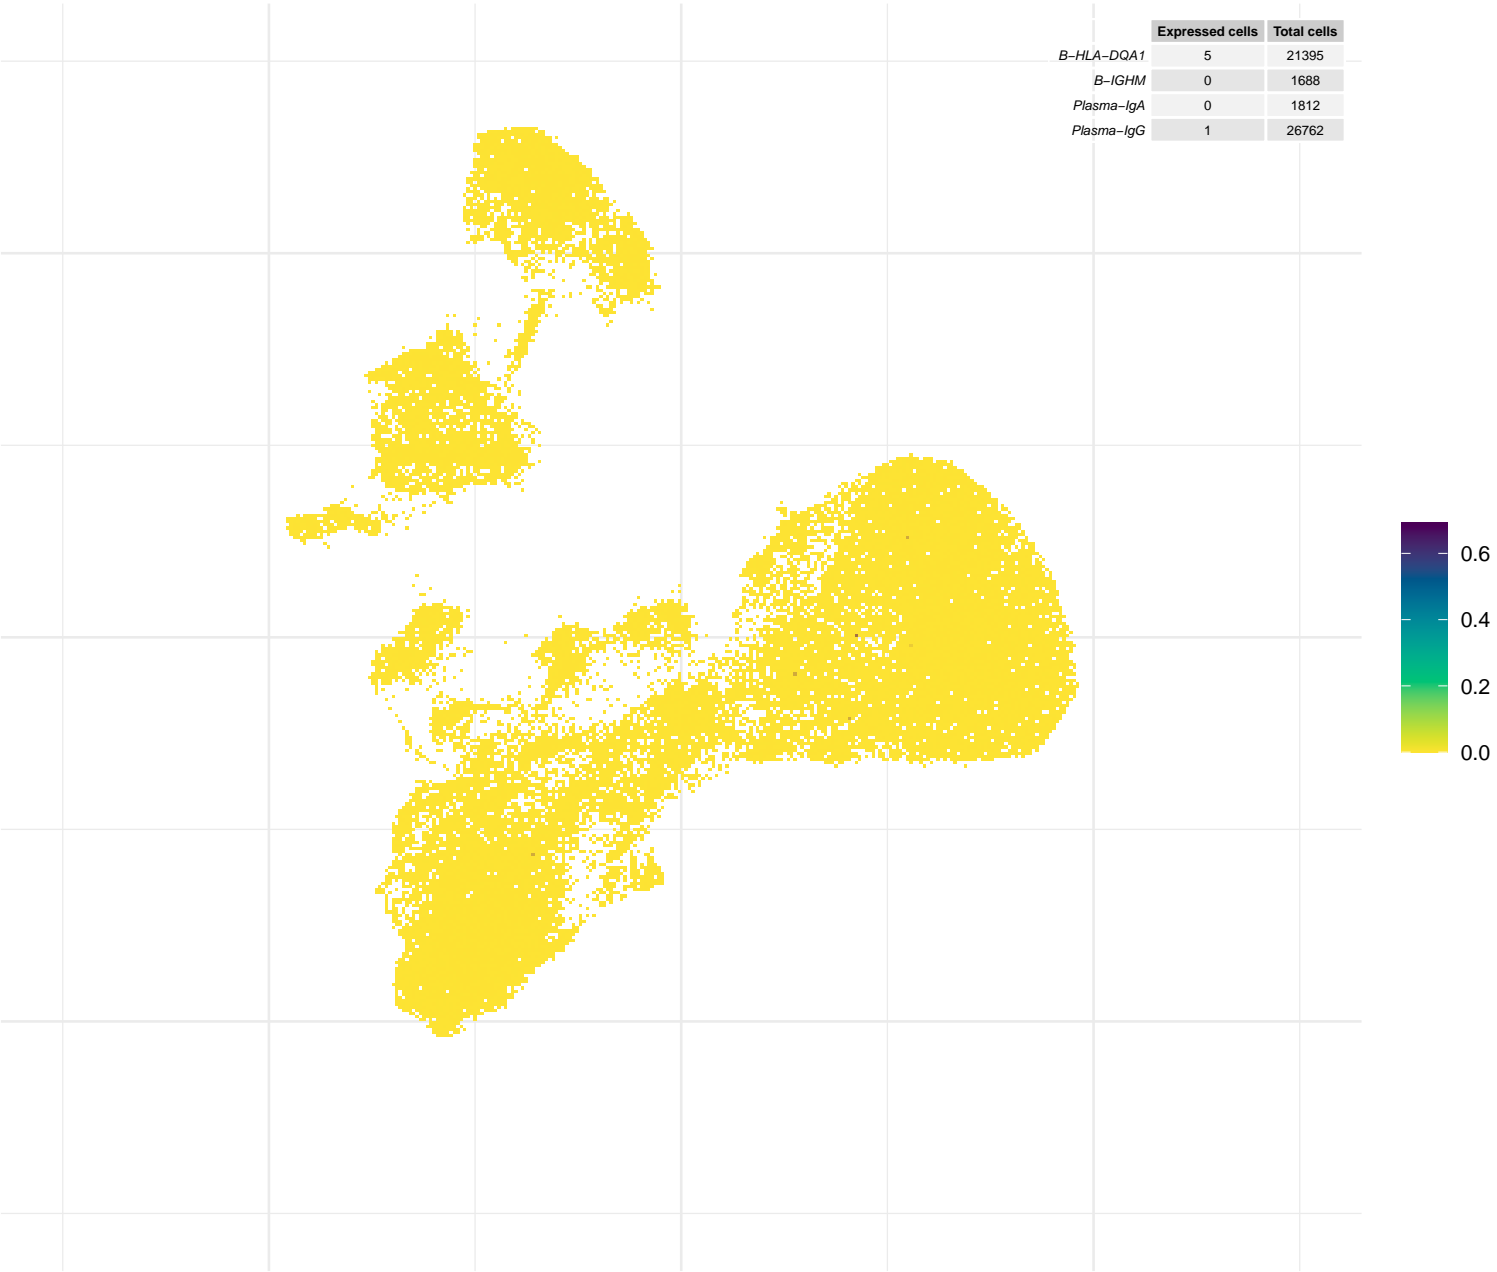 Expressed cells Total cells
B−HLA−DQA1 5 21395
B−IGHM 0 1688
Plasma−IgA 0 1812
Plasma−IgG 1 26762
0.6
0.4
0.2
0.0